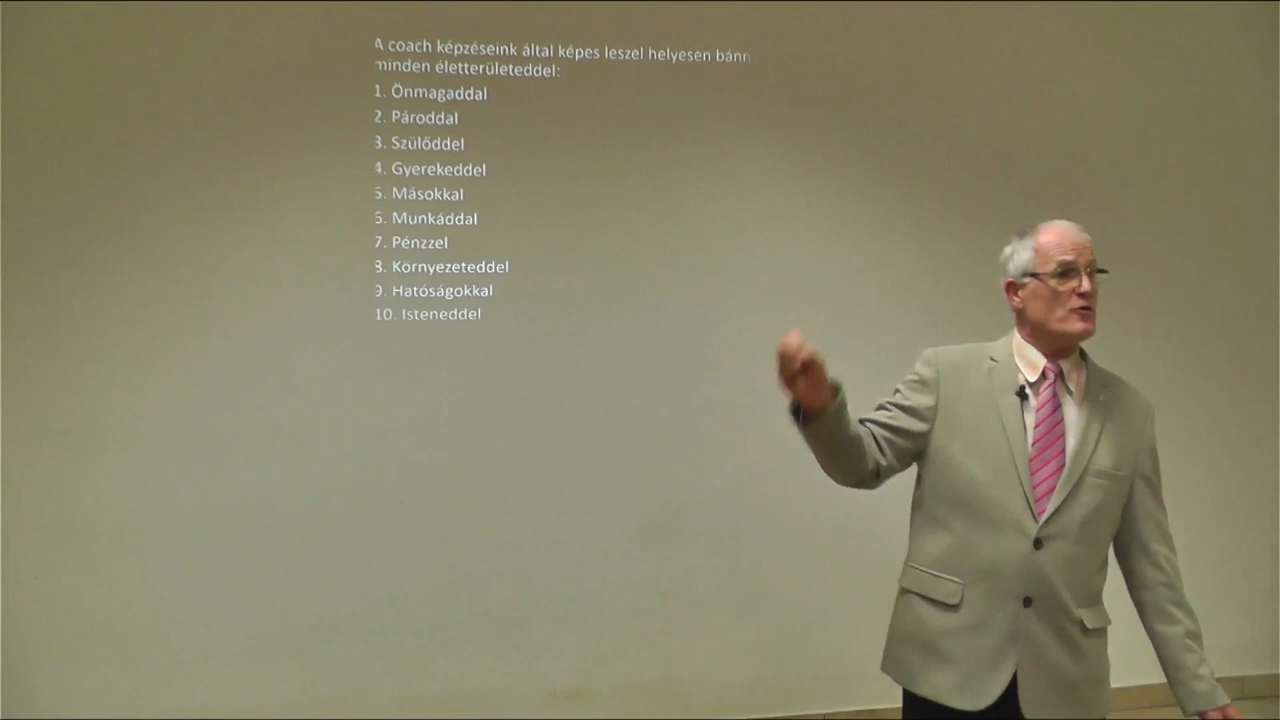 A coach képzéseink által képes leszel helyesen bánn
minden életterületeddel:
1. Önmagaddal
2. Pároddal
3. Szülőddel
4. Gyerekeddel
5. Másokkal
6. Munkáddal
7. Pénzzel
8. Környezeteddel
9. Hatóságokkal
10. Isteneddel